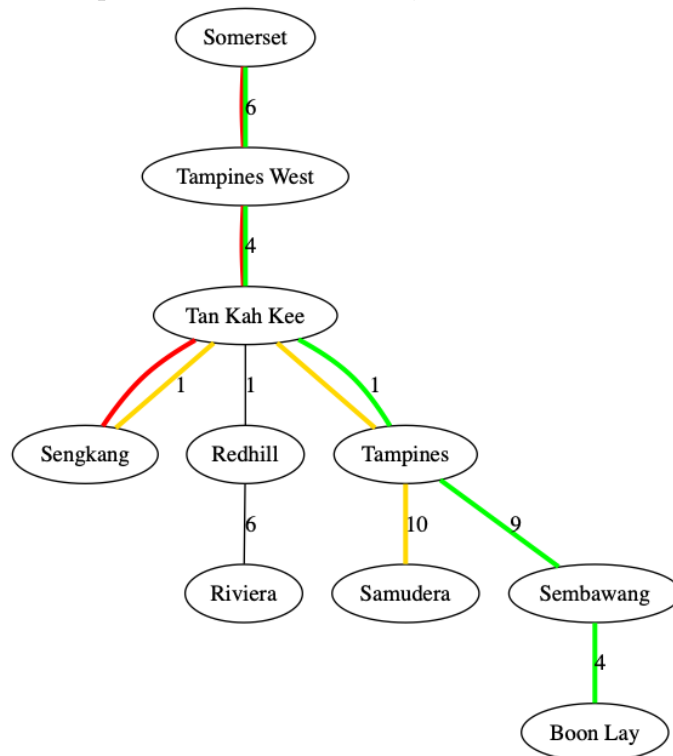 Somerset
6
Tampines West
4
Tan Kah Kee
1 1 1
Sengkang Redhill Tampines
6 10 9
Riviera Samudera Sembawang
4
Boon Lay